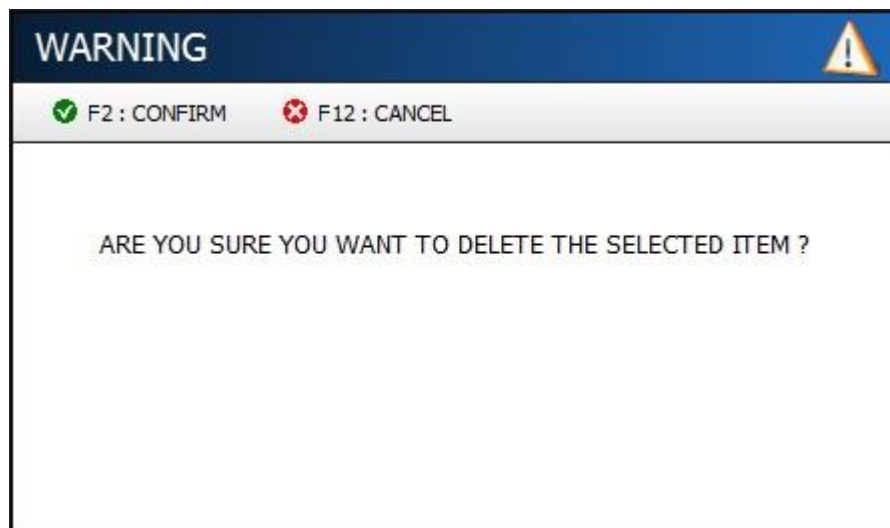 WARNING
F2 : CONFIRM F12 : CANCEL
ARE YOU SURE YOU WANT TO DELETE THE SELECTED ITEM ?